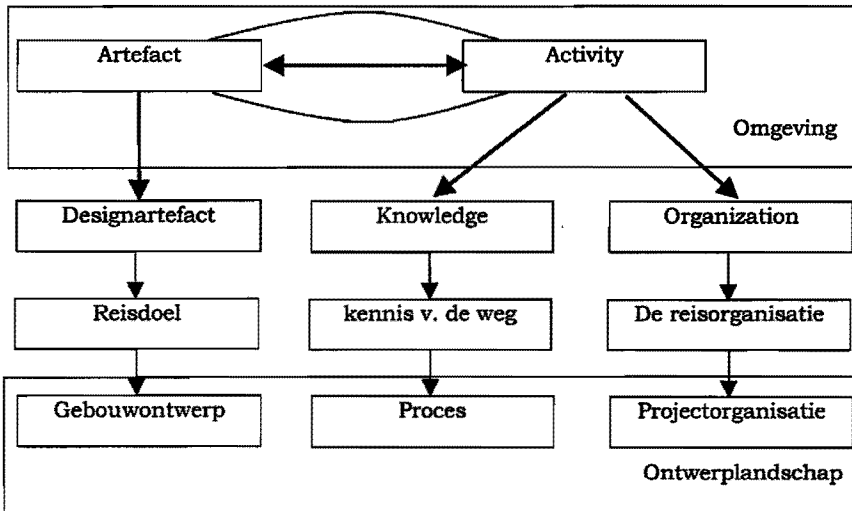 Artefact
Activity
Omgeving
Designartefact
Knowledge
Organization
Reisdoel
kennis v. de weg
De reisorganisatie
Gebouwontwerp
Proces
Projectorganisatie
Ontwerplandschap